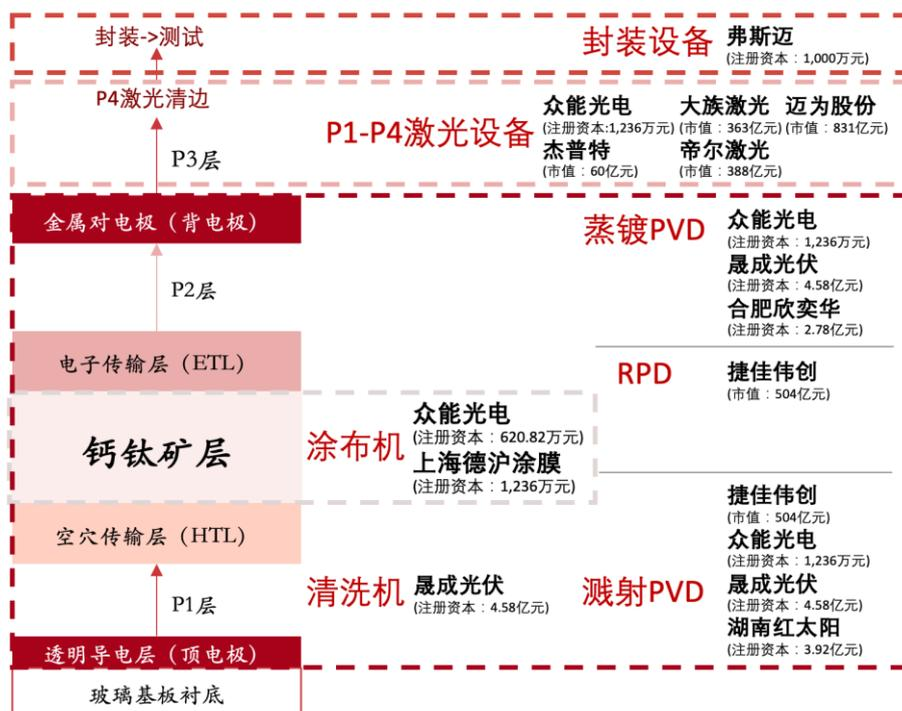 封装->测试
封装设备
弗斯迈
(注册资本：1,000万元)
P4激光清边
P1-P4激光设备
众能光电
(注册资本:1,236万元)
大族激光
(市值：363亿元)
迈为股份
(市值：831亿元)
杰普特
(市值：60亿元)
帝尔激光
(市值：388亿元)
P3层
金属对电极（背电极）
蒸镀PVD
众能光电
(注册资本：1,236万元)
晟成光伏
(注册资本：4.58亿元)
合肥欣奕华
(注册资本：2.78亿元)
P2层
电子传输层（ETL）
RPD
捷佳伟创
(市值：504亿元)
钙钛矿层
涂布机
众能光电
(注册资本：620.82万元)
上海德沪涂膜
(注册资本：1,236万元)
空穴传输层（HTL）
P1层
清洗机
晟成光伏
(注册资本：4.58亿元)
溅射PVD
捷佳伟创
(市值：504亿元)
众能光电
(注册资本：1,236万元)
晟成光伏
(注册资本：4.58亿元)
湖南红太阳
(注册资本：3.92亿元)
透明导电层（顶电极）
玻璃基板衬底